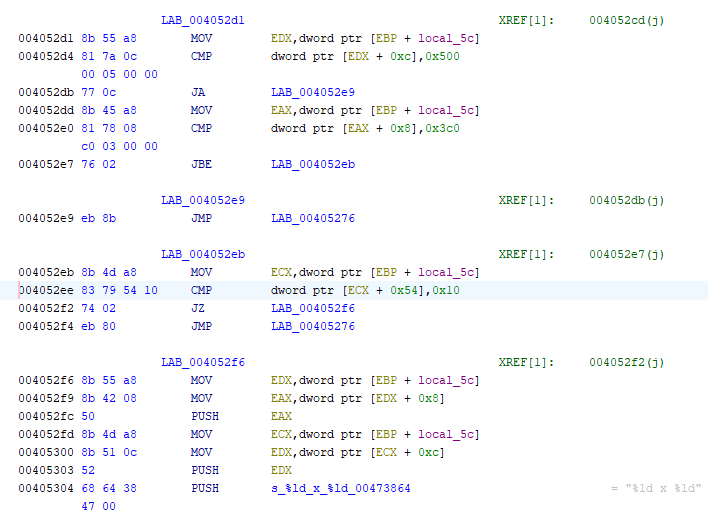 LAB_004052d1 XREF[1]: 004052cd(j)
004052d1 8b 55 a8 MOV EDX,dword ptr [EBP + local_5c]
004052d4 81 7a 0c CMP dword ptr [EDX + 0xc],0x500
00 05 00 00
004052db 77 0c JA LAB_004052e9
004052dd 8b 45 a8 MOV EAX,dword ptr [EBP + local_5c]
004052e0 81 78 08 CMP dword ptr [EAX + 0x8],0x3c0
c0 03 00 00
004052e7 76 02 JBE LAB_004052eb
LAB_004052e9 XREF[1]: 004052db(j)
004052e9 eb 8b JMP LAB_00405276
LAB_004052eb XREF[1]: 004052e7(j)
004052eb 8b 4d a8 MOV ECX,dword ptr [EBP + local_5c]
004052ee 83 79 54 10 CMP dword ptr [ECX + 0x54],0x10
004052f2 74 02 JZ LAB_004052f6
004052f4 eb 80 JMP LAB_00405276
LAB_004052f6 XREF[1]: 004052f2(j)
004052f6 8b 55 a8 MOV EDX,dword ptr [EBP + local_5c]
004052f9 8b 42 08 MOV EAX,dword ptr [EDX + 0x8]
004052fc 50 PUSH EAX
004052fd 8b 4d a8 MOV ECX,dword ptr [EBP + local_5c]
00405300 8b 51 0c MOV EDX,dword ptr [ECX + 0xc]
00405303 52 PUSH EDX
00405304 68 64 38 PUSH s_%ld_x_%ld_00473864 = "%ld x %ld"
47 00